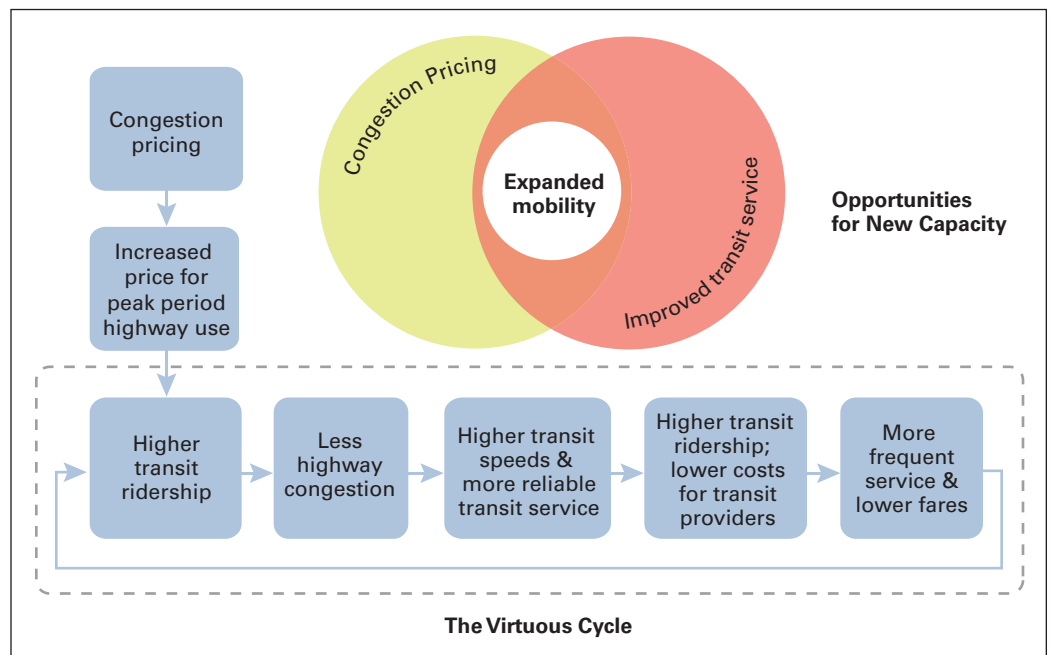 Congestion
pricing
Increased
price for
peak period
highway use
Congestion Pricing
Expanded
mobility
Improved transit service
Opportunities
for New Capacity
Higher
transit
ridership
Less
highway
congestion
Higher transit
speeds &
more reliable
transit service
Higher transit
ridership;
lower costs
for transit
providers
More
frequent
service &
lower fares
The Virtuous Cycle